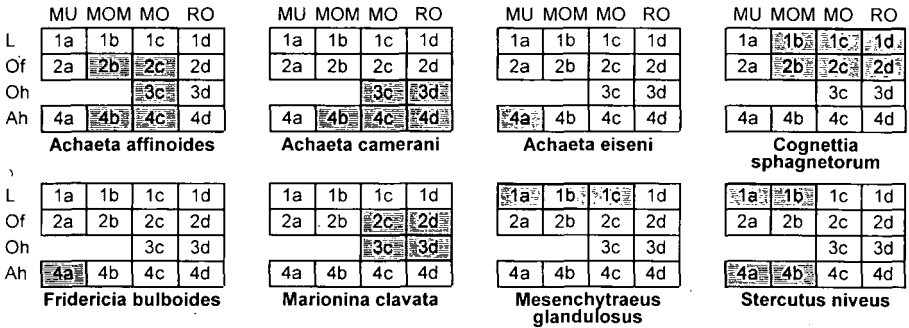 MU MOM MO RO MU MOM MO RO MU MOM MO RO MU MOM MO RO
L 1a 1b 1c 1d 1a 1b 1c 1d 1a 1b 1c 1d 1a 1b 1c 1d
Of 2a 2b 2c 2d 2a 2b 2c 2d 2a 2b 2c 2d 2a 2b 2c 2d
Oh 3c 3d 3c 3d 3c 3d 3c 3d
Ah 4a 4b 4c 4d 4a 4b 4c 4d 4a 4b 4c 4d 4a 4b 4c 4d
Achaeta affinoides Achaeta camerani Achaeta eiseni Cognettia
sphagnetorum
L 1a 1b 1c 1d 1a 1b 1c 1d 1a 1b 1c 1d 1a 1b 1c 1d
Of 2a 2b 2c 2d 2a 2b 2c 2d 2a 2b 2c 2d 2a 2b 2c 2d
Oh 3c 3d 3c 3d 3c 3d 3c 3d
Ah 4a 4b 4c 4d 4a 4b 4c 4d 4a 4b 4c 4d 4a 4b 4c 4d
Fridericia bulboides Marionina clavata Mesenchytraeus Stercutus niveus
glandulosus